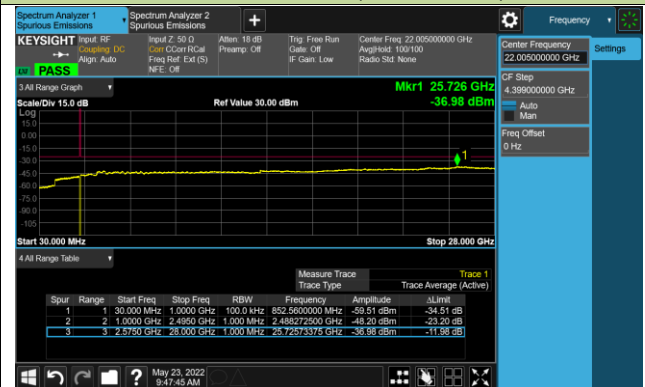 Spectrum Analyzer 1
Spurious Emissions
Spectrum Analyzer 2
Spurious Emissions
Frequency
KEYSIGHT
Input: RF
Coupling: DC
Align: Auto
Input Z: 50 Ω
Corr CCorr RCal
Freq Ref: Ext (S)
NFE: Off
Atten: 18 dB
Preamp: Off
Trig: Free Run
Gate: Off
IF Gain: Low
Center Freq: 22.005000000 GHz
Avg|Hold: 100/100
Radio Std: None
PASS
Center Frequency
22.005000000 GHz
Settings
CF Step
4.399000000 GHz
Auto
Man
Freq Offset
0 Hz
3 All Range Graph
Mkr1 25.726 GHz
Scale/Div 15.0 dB
Ref Value 30.00 dBm
-36.98 dBm
Log
15.0
0.00
-15.0
-30.0
-45.0
-60.0
-75.0
-90.0
-105
1
Start 30.000 MHz
Stop 28.000 GHz
4 All Range Table
Measure Trace Trace 1
Trace Type Trace Average (Active)
Spur Range Start Freq Stop Freq RBW Frequency Amplitude ΔLimit
1 1 30.000 MHz 1.0000 GHz 100.0 kHz 852.5600000 MHz -59.51 dBm -34.51 dB
2 2 1.0000 GHz 2.4950 GHz 1.000 MHz 2.488272500 GHz -48.20 dBm -23.20 dB
3 3 2.5750 GHz 28.000 GHz 1.000 MHz 25.72573375 GHz -36.98 dBm -11.98 dB
May 23, 2022
9:47:45 AM